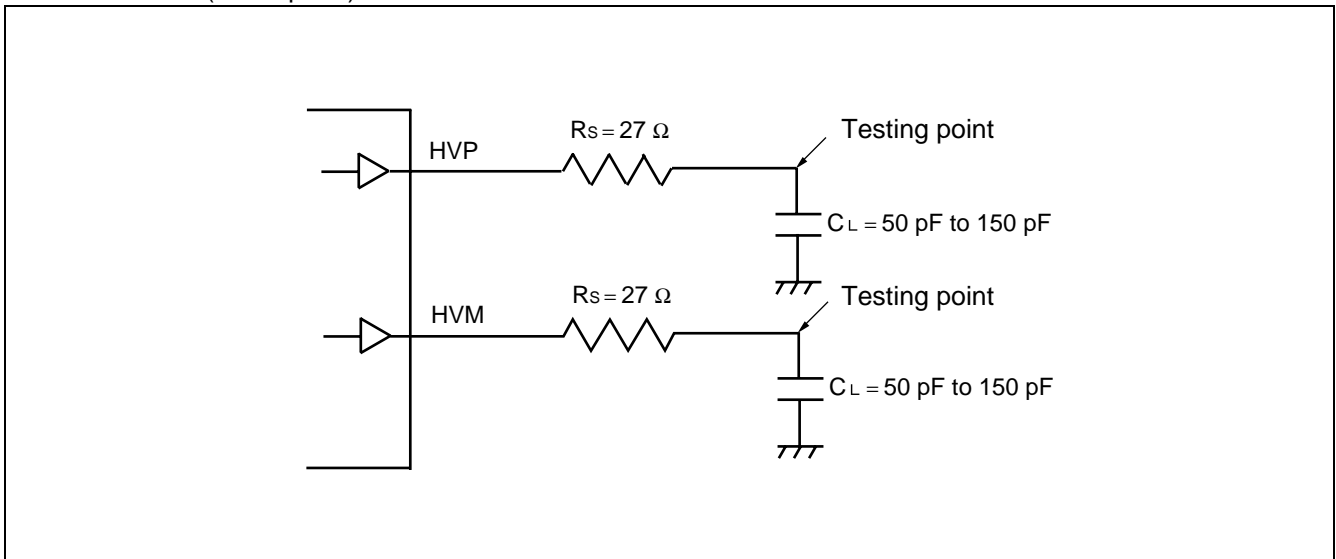 HVP
Rs = 27 Ω
Testing point
CL = 50 pF to 150 pF
HVM
Rs = 27 Ω
Testing point
CL = 50 pF to 150 pF